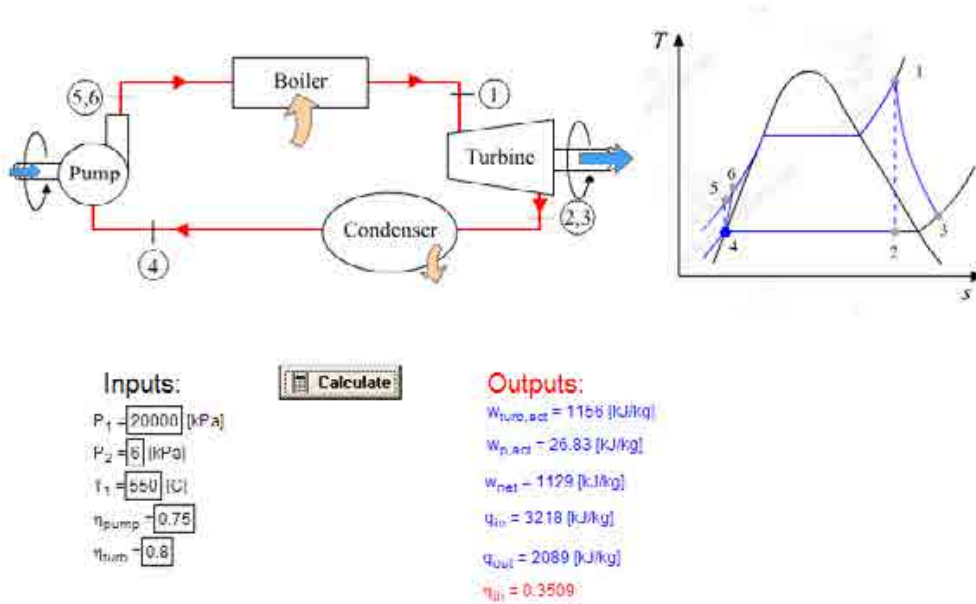 Boiler
5,6
1
Pump
Turbine
Condenser
2,3
4
T
1
5
6
4
2
3
s
Inputs:
Calculate
Outputs:
P1 = 20000 [kPa]
P2 = 6 [kPa]
T1 = 550 [C]
ηpump = 0.75
ηturb = 0.8
wturb,act = 1156 [kJ/kg]
wp,act = 26.83 [kJ/kg]
wnet = 1129 [kJ/kg]
qin = 3218 [kJ/kg]
qout = 2089 [kJ/kg]
ηth = 0.3509